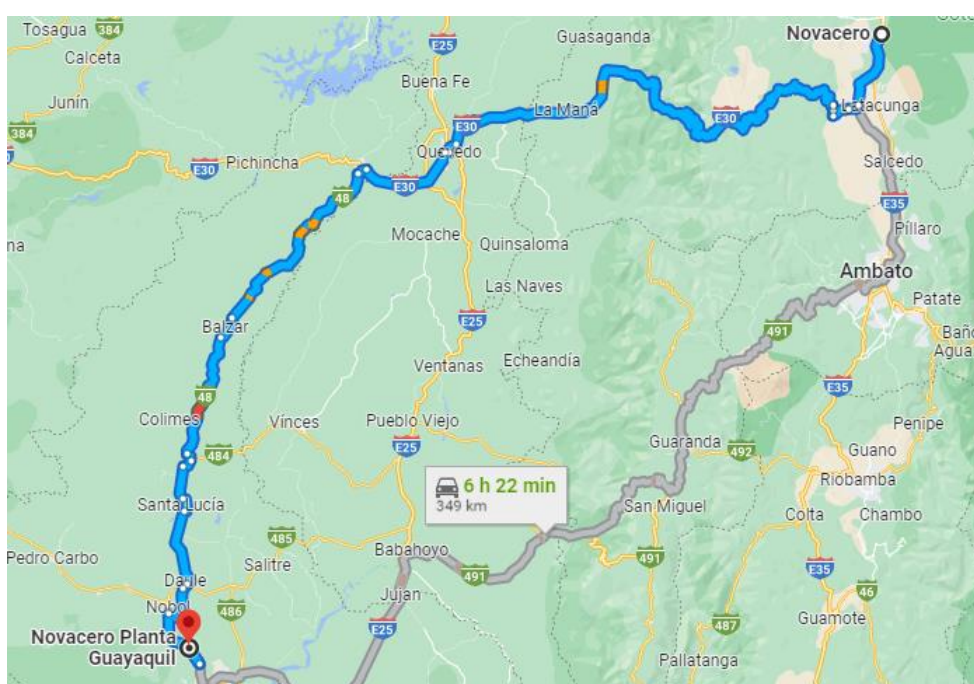 Tosagua
384
Calceta
Junín
384
E30
Pichincha
E25
Buena Fe
Guasaganda
Novacero
La Maná
E30
Latacunga
E30
Quevedo
E30
48
Salcedo
E35
Píllaro
Mocache
Quinsaloma
Ambato
Las Naves
Patate
E25
491
Balzar
Ventanas
Echeandía
E35
48
Colimes
Vínces
Pueblo Viejo
Penipe
484
E25
Guaranda
492
Guano
Riobamba
6 h 22 min
349 km
Santa Lucía
San Miguel
Colta
Chambo
485
Pedro Carbo
Salitre
Babahoyo
491
491
E35
Daule
Jujan
46
Nobol
486
E25
487
Guamote
Novacero Planta
Guayaquil
Pallatanga